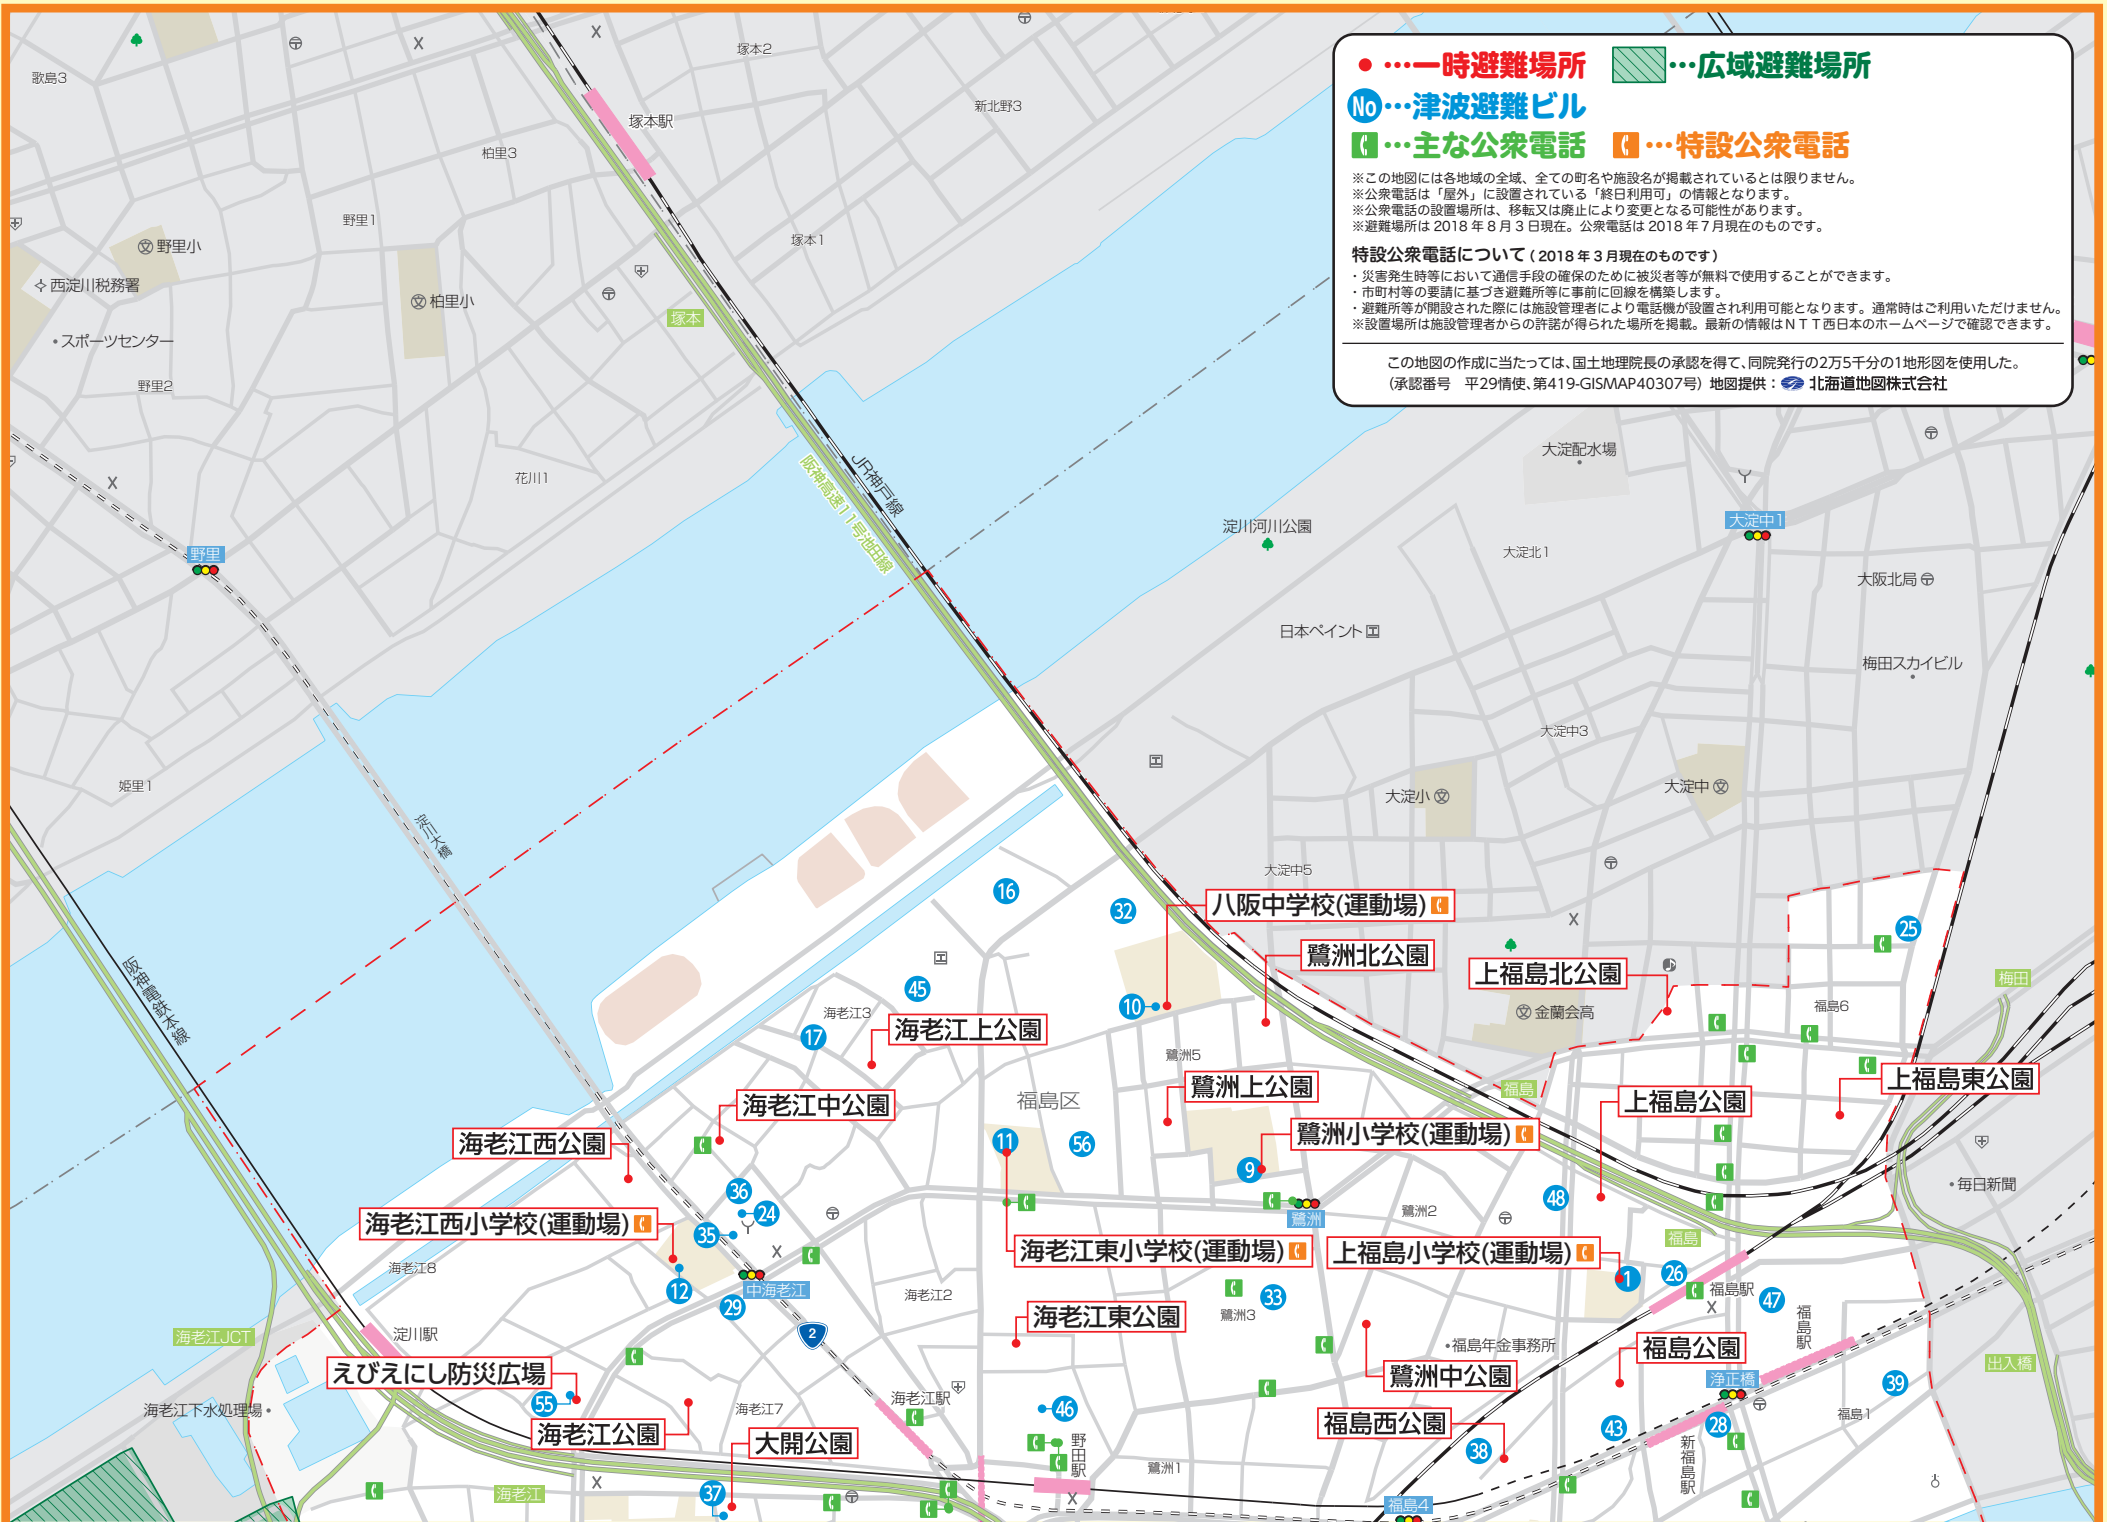 ●…一時避難場所 …広域避難場所
No…津波避難ビル
…主な公衆電話 …特設公衆電話
※この地図には各地域の全域、全ての町名や施設名が掲載されているとは限りません。
※公衆電話は「屋外」に設置されている「終日利用可」の情報となります。
※公衆電話の設置場所は、移転又は廃止により変更となる可能性があります。
※避難場所は 2018 年 8 月 3 日現在。公衆電話は 2018 年 7 月現在のものです。
特設公衆電話について ( 2018 年 3 月現在のものです )
・災害発生時等において通信手段の確保のために被災者等が無料で使用することができます。
・市町村等の要請に基づき避難所等に事前に回線を構築します。
・避難所等が開設された際には施設管理者により電話機が設置され利用可能となります。通常時はご利用いただけません。
※設置場所は施設管理者からの許諾が得られた場所を掲載。最新の情報はＮＴＴ西日本のホームページで確認できます。
この地図の作成に当たっては、国土地理院長の承認を得て、同院発行の2万5千分の1地形図を使用した。
(承認番号 平29情使、第419-GISMAP40307号) 地図提供： 北海道地図株式会社
歌島3
塚本2
新北野3
塚本駅
柏里3
野里1
野里小
塚本1
西淀川税務署
柏里小
塚本
スポーツセンター
野里2
花川1
JR神戸線
阪神高速11号池田線
大淀配水場
大淀中1
淀川河川公園
大淀北1
野里
大阪北局
日本ペイント
梅田スカイビル
大淀中3
姫里1
大淀小
大淀中
淀川大橋
大淀中5
16
32
八阪中学校(運動場)
25
鷺洲北公園
上福島北公園
阪神電鉄本線
梅田
45
10
海老江3
福島6
金蘭会高
17
海老江上公園
鷺洲5
鷺洲上公園
福島
上福島公園
上福島東公園
福島区
海老江中公園
海老江西公園
11
56
鷺洲小学校(運動場)
9
毎日新聞
36
24
48
海老江西小学校(運動場)
35
鷺洲
鷺洲2
海老江東小学校(運動場)
上福島小学校(運動場)
福島
海老江8
12
中海老江
1
26
福島駅
29
海老江2
33
鷺洲3
47
福島駅
海老江JCT
淀川駅
2
海老江東公園
福島年金事務所
福島公園
えびえにし防災広場
鷺洲中公園
浄正橋
39
出入橋
55
海老江駅
海老江下水処理場
海老江7
46
福島1
海老江公園
大開公園
福島西公園
43
28
野田駅
38
新福島駅
鷺洲1
海老江
37
福島4